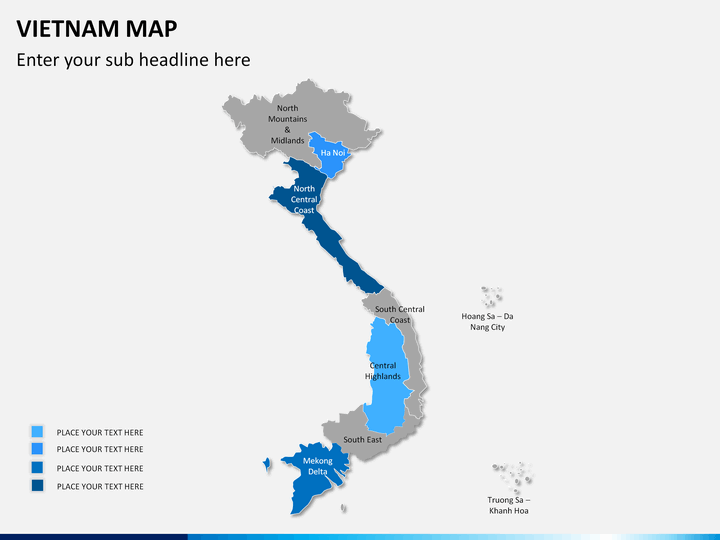 VIETNAM MAP
Enter your sub headline here
North
Mountains
&
Midlands
Ha Noi
North
Central
Coast
South Central
Coast
Hoang Sa – Da
Nang City
Central
Highlands
South East
Mekong
Delta
Truong Sa –
Khanh Hoa
PLACE YOUR TEXT HERE
PLACE YOUR TEXT HERE
PLACE YOUR TEXT HERE
PLACE YOUR TEXT HERE